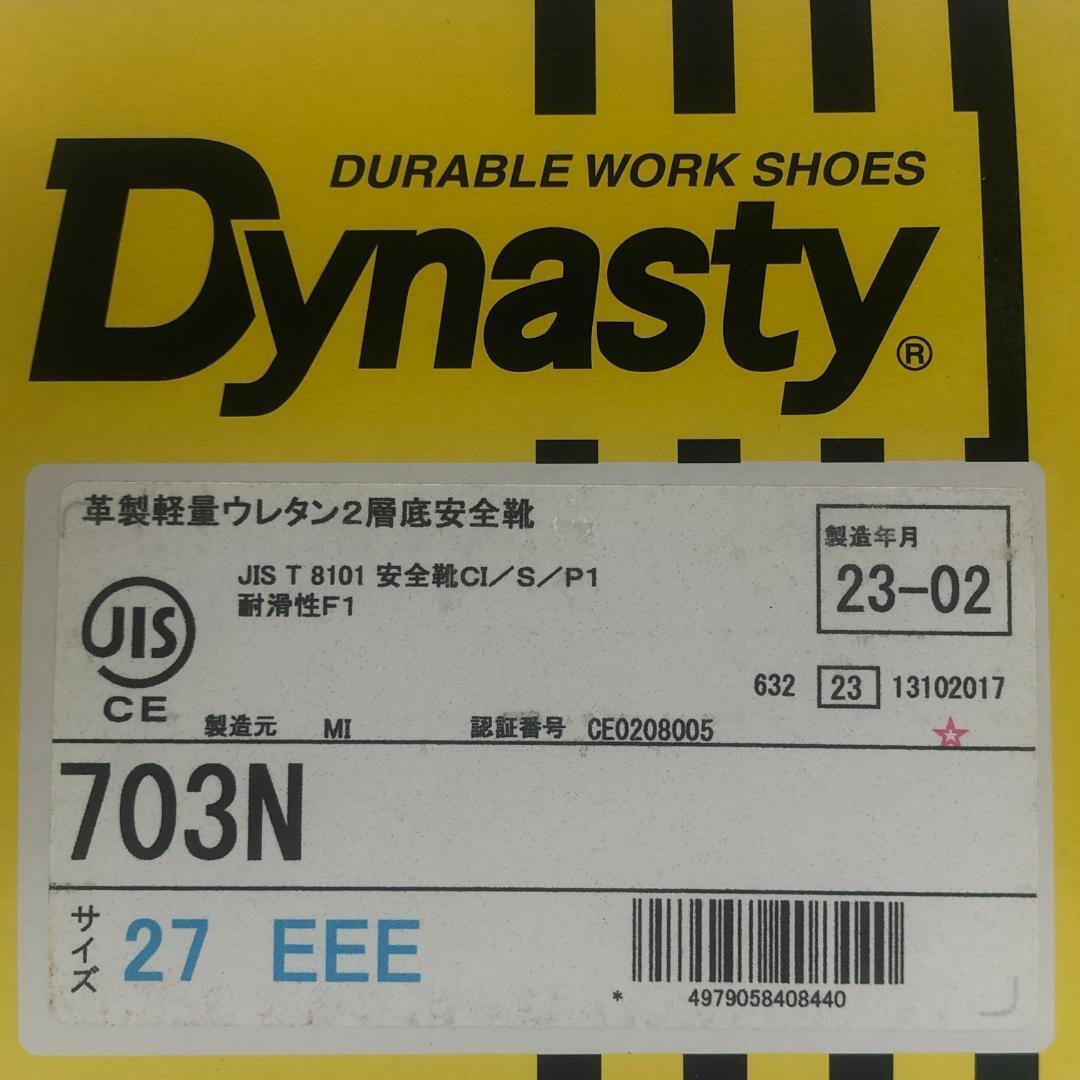 DURABLE WORK SHOES
Dynasty®
革製軽量ウレタン2層底安全靴
製造年月
23-02
JIS T 8101 安全靴CI/S/P1
耐滑性F1
JIS
CE
632 23 13102017
製造元 MI 認証番号 CE0208005
703N
サイズ 27 EEE
* 4979058408440